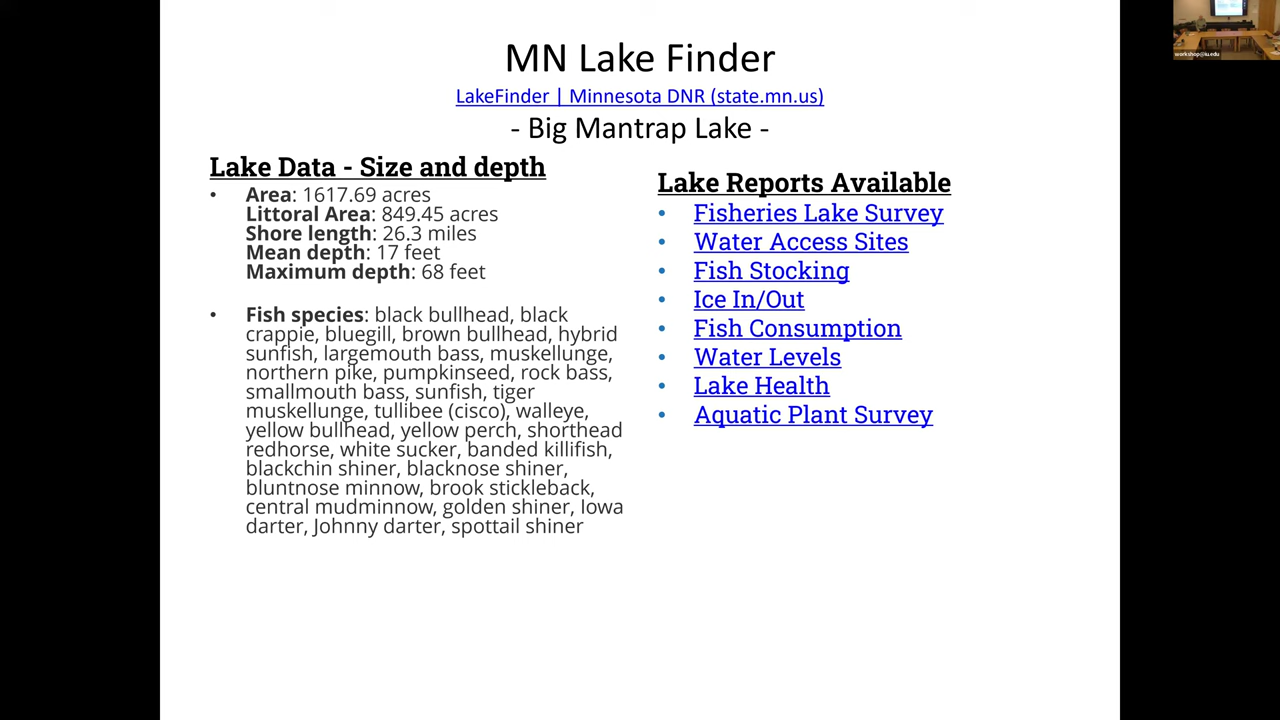 MN Lake Finder
LakeFinder | Minnesota DNR (state.mn.us)
- Big Mantrap Lake -
Lake Data - Size and depth
• Area: 1617.69 acres
Littoral Area: 849.45 acres
Shore length: 26.3 miles
Mean depth: 17 feet
Maximum depth: 68 feet
• Fish species: black bullhead, black
crappie, bluegill, brown bullhead, hybrid
sunfish, largemouth bass, muskellunge,
northern pike, pumpkinseed, rock bass,
smallmouth bass, sunfish, tiger
muskellunge, tullibee (cisco), walleye,
yellow bullhead, yellow perch, shorthead
redhorse, white sucker, banded killifish,
blackchin shiner, blacknose shiner,
bluntnose minnow, brook stickleback,
central mudminnow, golden shiner, Iowa
darter, Johnny darter, spottail shiner
Lake Reports Available
• Fisheries Lake Survey
• Water Access Sites
• Fish Stocking
• Ice In/Out
• Fish Consumption
• Water Levels
• Lake Health
• Aquatic Plant Survey
workshop@iu.edu